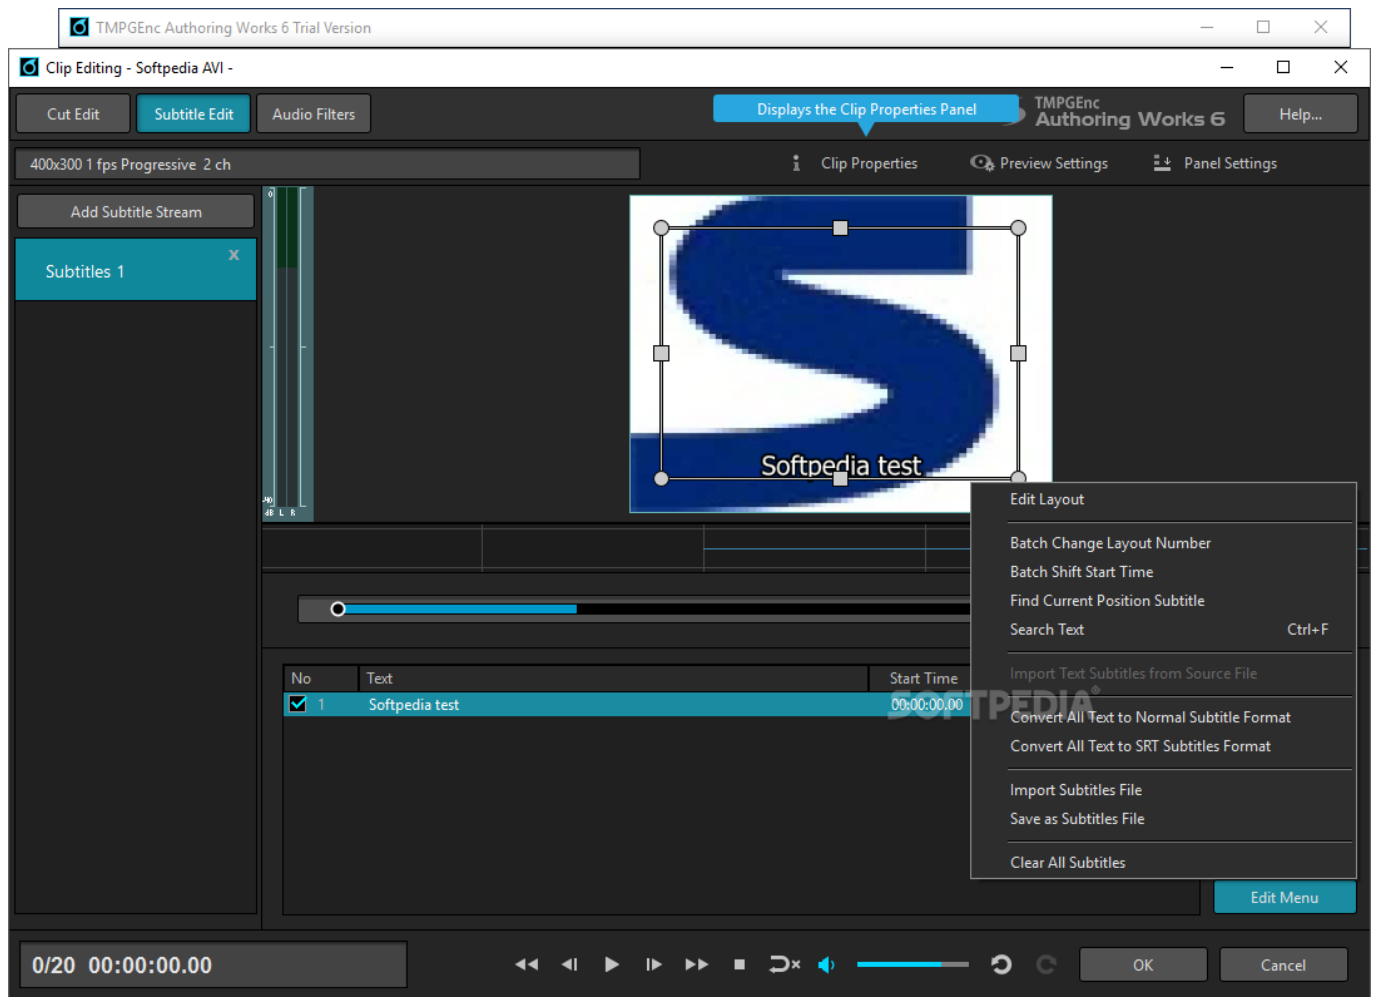 TMPGEnc Authoring Works 6 Trial Version
Clip Editing - Softpedia AVI -
Cut Edit
Subtitle Edit
Audio Filters
Displays the Clip Properties Panel
TMPGEnc
Authoring Works 6
Help...
400x300 1 fps Progressive 2 ch
Clip Properties
Preview Settings
Panel Settings
Add Subtitle Stream
Subtitles 1
x
0
-40
dB L R
Softpedia test
Edit Layout
Batch Change Layout Number
Batch Shift Start Time
Find Current Position Subtitle
Search Text Ctrl+F
Import Text Subtitles from Source File
Convert All Text to Normal Subtitle Format
Convert All Text to SRT Subtitles Format
Import Subtitles File
Save as Subtitles File
Clear All Subtitles
No Text Start Time
1 Softpedia test 00:00:00.00
SOFTPEDIA®
Edit Menu
0/20 00:00:00.00
OK
Cancel